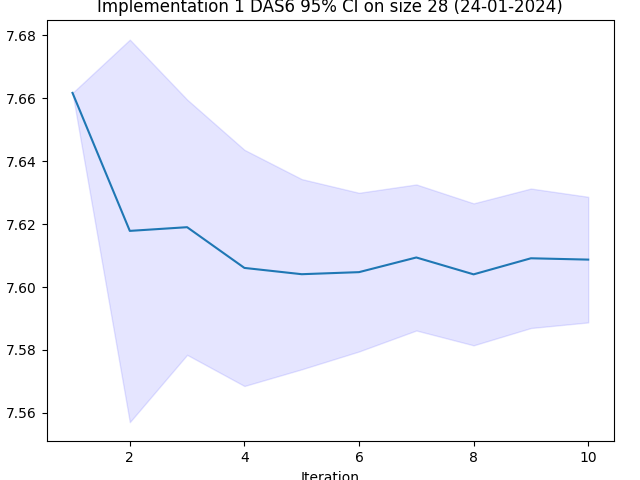 Implementation 1 DAS6 95% CI on size 28 (24-01-2024)
7.68
7.66
7.64
7.62
7.60
7.58
7.56
2 4 6 8 10
Iteration